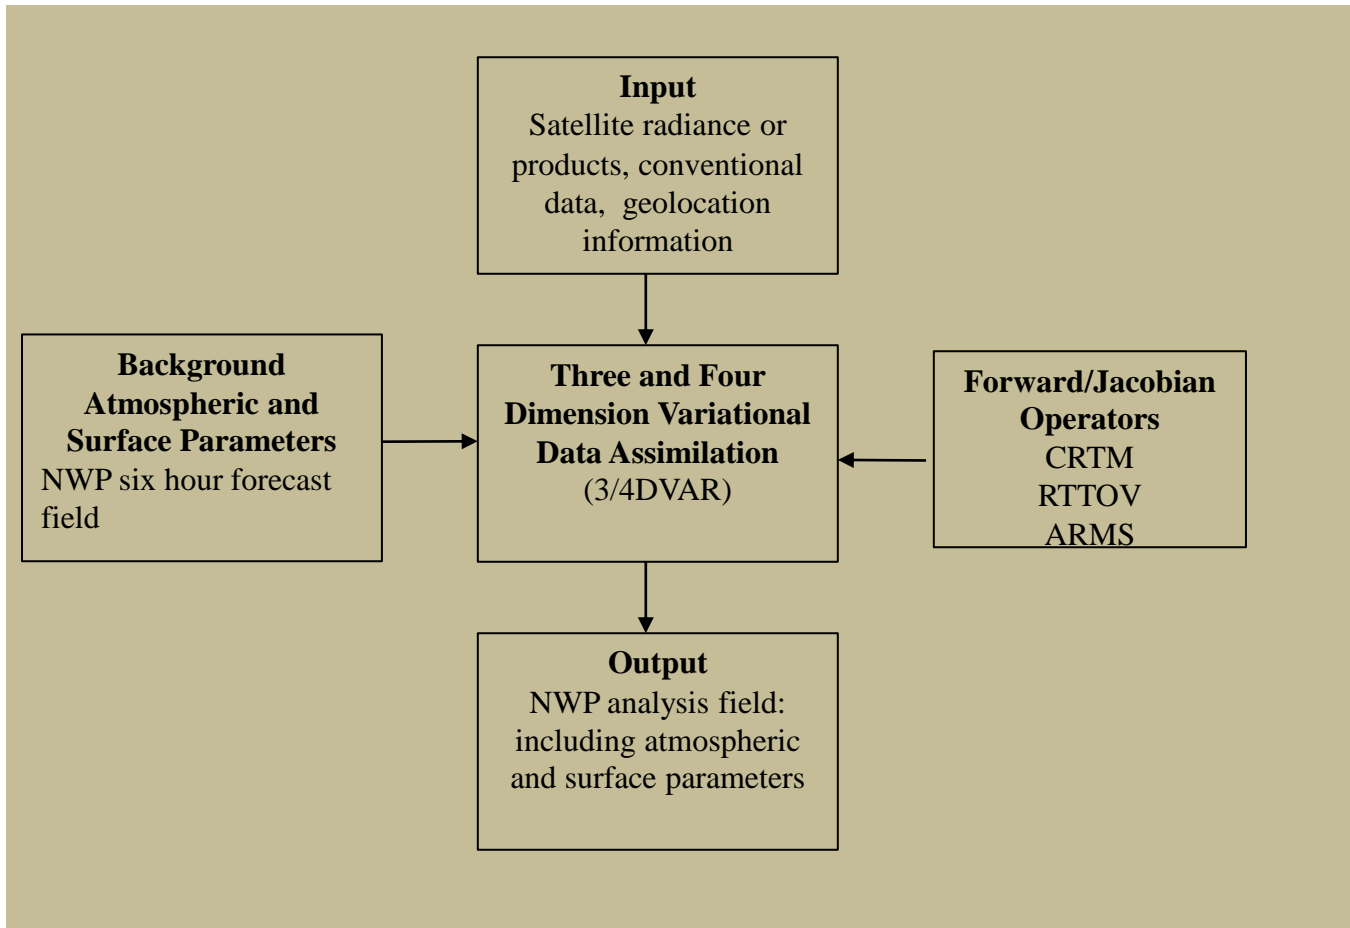 Input
Satellite radiance or
products, conventional
data, geolocation
information
Background
Atmospheric and
Surface Parameters
NWP six hour forecast
field
Three and Four
Dimension Variational
Data Assimilation
(3/4DVAR)
Forward/Jacobian
Operators
CRTM
RTTOV
ARMS
Output
NWP analysis field:
including atmospheric
and surface parameters